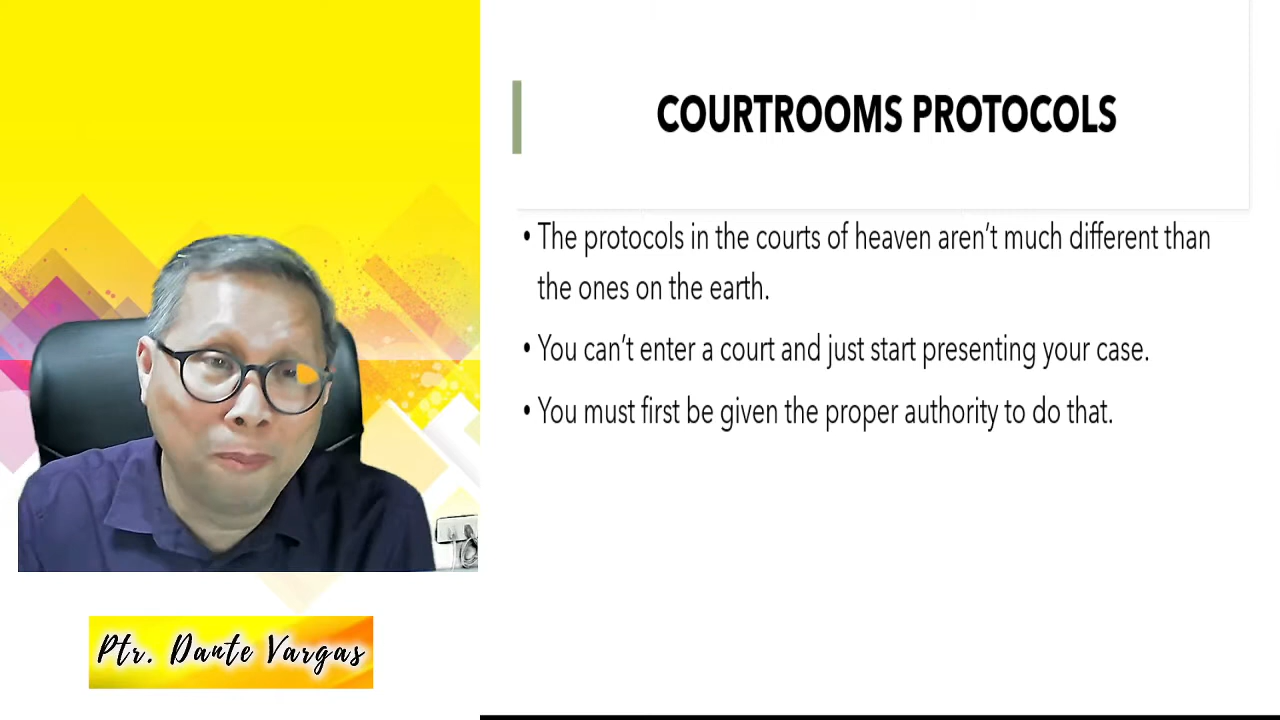 COURTROOMS PROTOCOLS
• The protocols in the courts of heaven aren't much different than
the ones on the earth.
• You can't enter a court and just start presenting your case.
• You must first be given the proper authority to do that.
Ptr. Dante Vargas